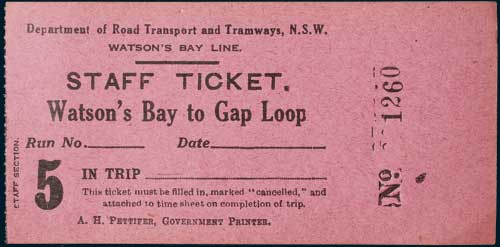 Department of Road Transport and Tramways, N.S.W.
WATSON'S BAY LINE.
STAFF TICKET.
Watson's Bay to Gap Loop
Run No. Date
STAFF SECTION.
5
IN TRIP
This ticket must be filled in, marked "cancelled," and
attached to time sheet on completion of trip.
A. H. PETTIFER, GOVERNMENT PRINTER.
No. 1260